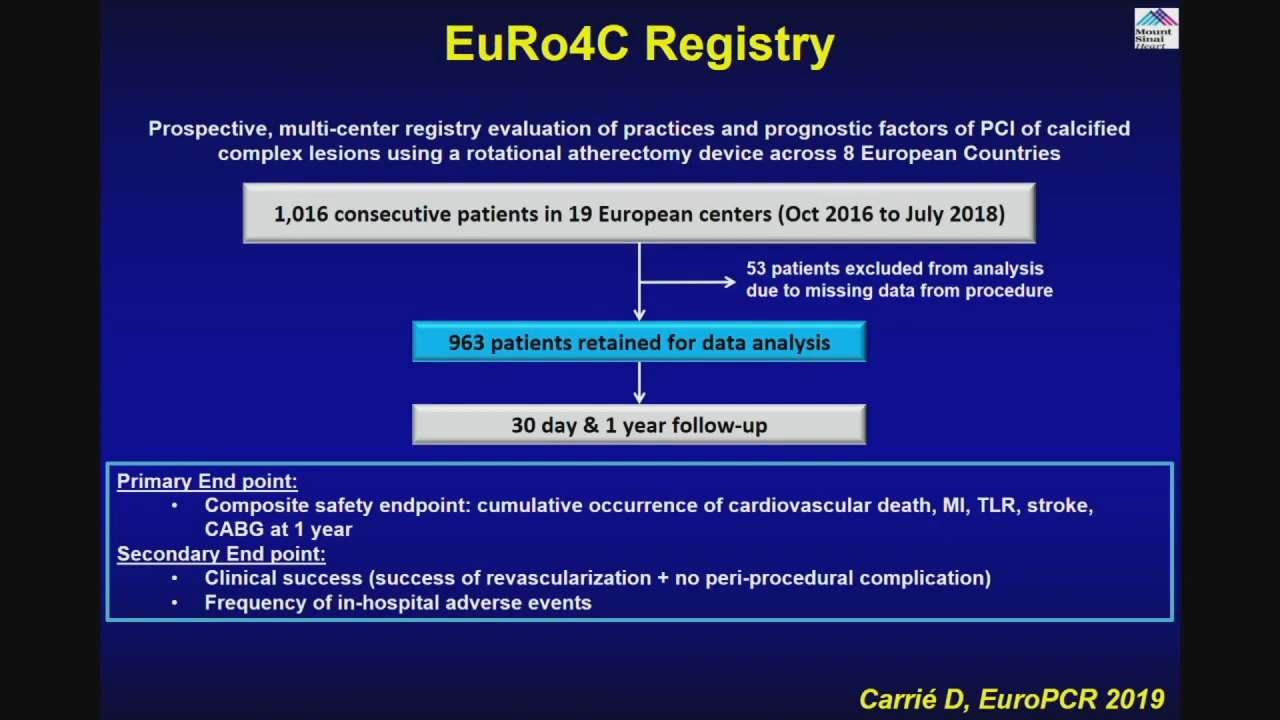 EuRo4C Registry
Mount
Sinai
Heart
Prospective, multi-center registry evaluation of practices and prognostic factors of PCI of calcified
complex lesions using a rotational atherectomy device across 8 European Countries
1,016 consecutive patients in 19 European centers (Oct 2016 to July 2018)
53 patients excluded from analysis
due to missing data from procedure
963 patients retained for data analysis
30 day & 1 year follow-up
Primary End point:
• Composite safety endpoint: cumulative occurrence of cardiovascular death, MI, TLR, stroke,
CABG at 1 year
Secondary End point:
• Clinical success (success of revascularization + no peri-procedural complication)
• Frequency of in-hospital adverse events
Carrié D, EuroPCR 2019